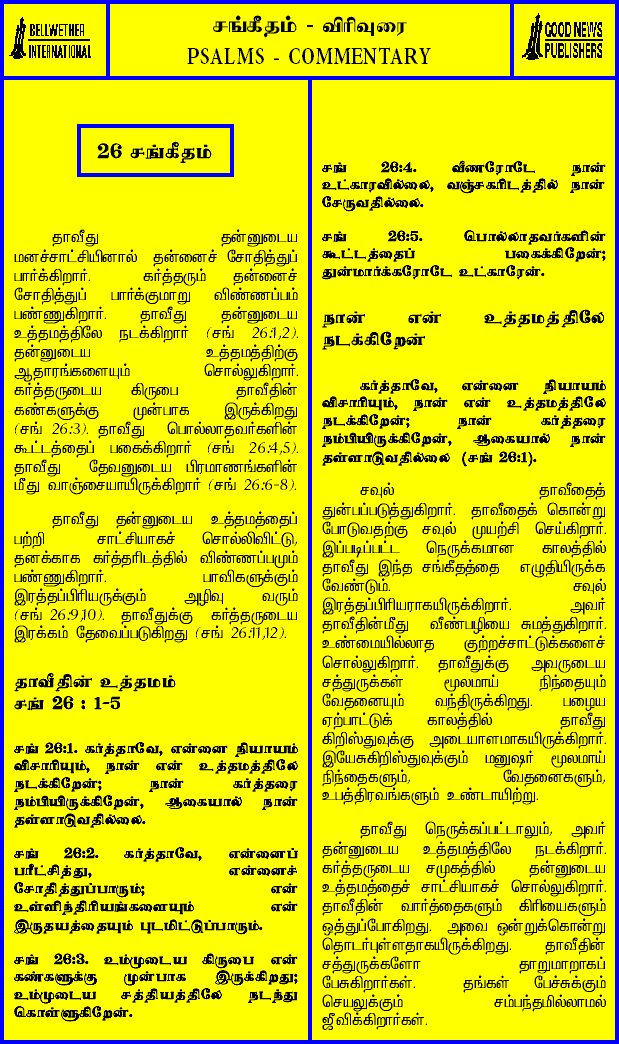 BELLWETHER
INTERNATIONAL
சங்கீதம் - விரிவுரை
PSALMS - COMMENTARY
GOOD NEWS
PUBLISHERS
26 சங்கீதம்
தாவீது தன்னுடைய
மனச்சாட்சியினால் தன்னைச் சோதித்துப்
பார்க்கிறார். கர்த்தரும் தன்னைச்
சோதித்துப் பார்க்குமாறு விண்ணப்பம்
பண்ணுகிறார். தாவீது தன்னுடைய
உத்தமத்திலே நடக்கிறார் (சங் 26:1,2).
தன்னுடைய உத்தமத்திற்கு
ஆதாரங்களையும் சொல்லுகிறார்.
கர்த்தருடைய கிருபை தாவீதின்
கண்களுக்கு முன்பாக இருக்கிறது
(சங் 26:3). தாவீது பொல்லாதவர்களின்
கூட்டத்தைப் பகைக்கிறார் (சங் 26:4,5).
தாவீது தேவனுடைய பிரமாணங்களின்
மீது வாஞ்சையாயிருக்கிறார் (சங் 26:6-8).
தாவீது தன்னுடைய உத்தமத்தைப்
பற்றி சாட்சியாகச் சொல்லிவிட்டு,
தனக்காக கர்த்தரிடத்தில் விண்ணப்பமும்
பண்ணுகிறார். பாவிகளுக்கும்
இரத்தப்பிரியருக்கும் அழிவு வரும்
(சங் 26:9,10). தாவீதுக்கு கர்த்தருடைய
இரக்கம் தேவைப்படுகிறது (சங் 26:11,12).
தாவீதின் உத்தமம்
சங் 26 : 1-5
சங் 26:1. கர்த்தாவே, என்னை நியாயம்
விசாரியும், நான் என் உத்தமத்திலே
நடக்கிறேன்; நான் கர்த்தரை
நம்பியிருக்கிறேன், ஆகையால் நான்
தள்ளாடுவதில்லை.
சங் 26:2. கர்த்தாவே, என்னைப்
பரீட்சித்து, என்னைச்
சோதித்துப்பாரும்; என்
உள்ளிந்திரியங்களையும் என்
இருதயத்தையும் புடமிட்டுப்பாரும்.
சங் 26:3. உம்முடைய கிருபை என்
கண்களுக்கு முன்பாக இருக்கிறது;
உம்முடைய சத்தியத்திலே நடந்து
கொள்ளுகிறேன்.
சங் 26:4. வீணரோடே நான்
உட்காரவில்லை, வஞ்சகரிடத்தில் நான்
சேருவதில்லை.
சங் 26:5. பொல்லாதவர்களின்
கூட்டத்தைப் பகைக்கிறேன்;
துன்மார்க்கரோடே உட்காரேன்.
நான் என் உத்தமத்திலே
நடக்கிறேன்
கர்த்தாவே, என்னை நியாயம்
விசாரியும், நான் என் உத்தமத்திலே
நடக்கிறேன்; நான் கர்த்தரை
நம்பியிருக்கிறேன், ஆகையால் நான்
தள்ளாடுவதில்லை (சங் 26:1).
சவுல் தாவீதைத்
துன்பப்படுத்துகிறார். தாவீதைக் கொன்று
போடுவதற்கு சவுல் முயற்சி செய்கிறார்.
இப்படிப்பட்ட நெருக்கமான காலத்தில்
தாவீது இந்த சங்கீதத்தை எழுதியிருக்க
வேண்டும். சவுல்
இரத்தப்பிரியராகயிருக்கிறார். அவர்
தாவீதின்மீது வீண்பழியை சுமத்துகிறார்.
உண்மையில்லாத குற்றச்சாட்டுக்களைச்
சொல்லுகிறார். தாவீதுக்கு அவருடைய
சத்துருக்கள் மூலமாய் நிந்தையும்
வேதனையும் வந்திருக்கிறது. பழைய
ஏற்பாட்டுக் காலத்தில் தாவீது
கிறிஸ்துவுக்கு அடையாளமாகயிருக்கிறார்.
இயேசுகிறிஸ்துவுக்கும் மனுஷர் மூலமாய்
நிந்தைகளும், வேதனைகளும்,
உபத்திரவங்களும் உண்டாயிற்று.
தாவீது நெருக்கப்பட்டாலும், அவர்
தன்னுடைய உத்தமத்திலே நடக்கிறார்.
கர்த்தருடைய சமுகத்தில் தன்னுடைய
உத்தமத்தைச் சாட்சியாகச் சொல்லுகிறார்.
தாவீதின் வார்த்தைகளும் கிரியைகளும்
ஒத்துப்போகிறது. அவை ஒன்றுக்கொன்று
தொடர்புள்ளதாகயிருக்கிறது. தாவீதின்
சத்துருக்களோ தாறுமாறாகப்
பேசுகிறார்கள். தங்கள் பேச்சுக்கும்
செயலுக்கும் சம்பந்தமில்லாமல்
ஜீவிக்கிறார்கள்.